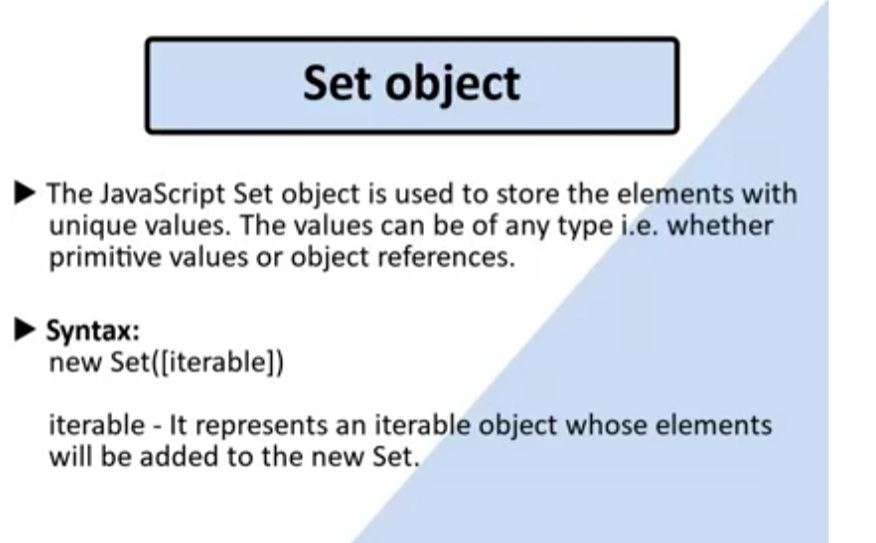 Set object
▶ The JavaScript Set object is used to store the elements with
unique values. The values can be of any type i.e. whether
primitive values or object references.
▶ Syntax:
new Set([iterable])
iterable - It represents an iterable object whose elements
will be added to the new Set.